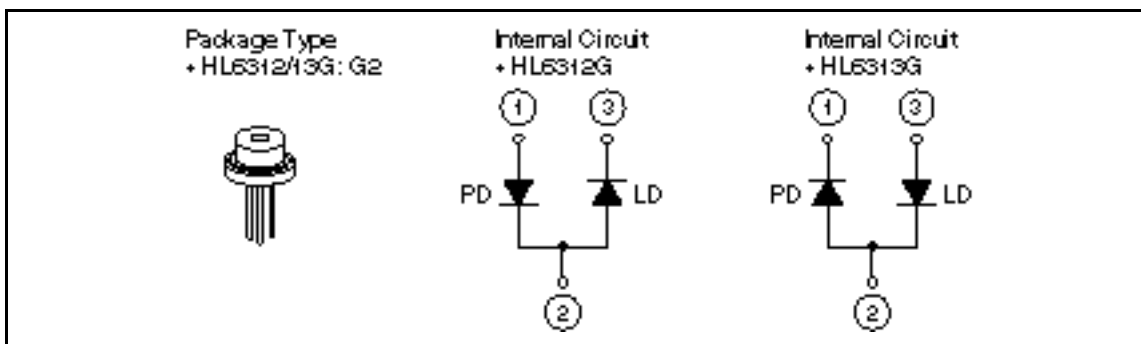 Package Type
• HL6312/13G: G2
Internal Circuit
• HL6312G
1
3
PD
LD
2
Internal Circuit
• HL6313G
1
3
PD
LD
2